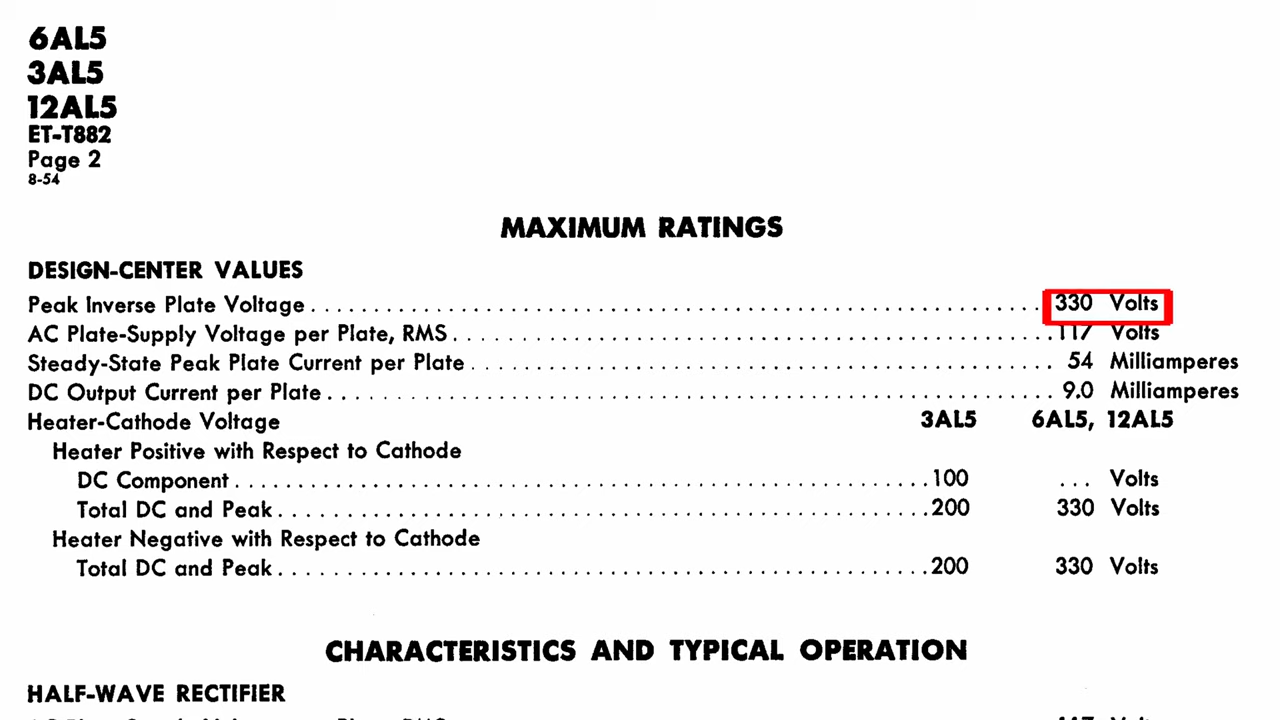 6AL5
3AL5
12AL5
ET-T882
Page 2
8-54
MAXIMUM RATINGS
DESIGN-CENTER VALUES
Peak Inverse Plate Voltage . . . . . . . . . . . . . . . . . . . . 330 Volts
AC Plate-Supply Voltage per Plate, RMS . . . . . . . . . . . . . . . . . . . . 117 Volts
Steady-State Peak Plate Current per Plate . . . . . . . . . . . . . . . . . . . . 54 Milliamperes
DC Output Current per Plate . . . . . . . . . . . . . . . . . . . . 9.0 Milliamperes
Heater-Cathode Voltage 3AL5 6AL5, 12AL5
Heater Positive with Respect to Cathode
DC Component . . . . . . . . . . . . . . . . . . . . 100 . . . Volts
Total DC and Peak . . . . . . . . . . . . . . . . . . . . 200 330 Volts
Heater Negative with Respect to Cathode
Total DC and Peak . . . . . . . . . . . . . . . . . . . . 200 330 Volts
CHARACTERISTICS AND TYPICAL OPERATION
HALF-WAVE RECTIFIER